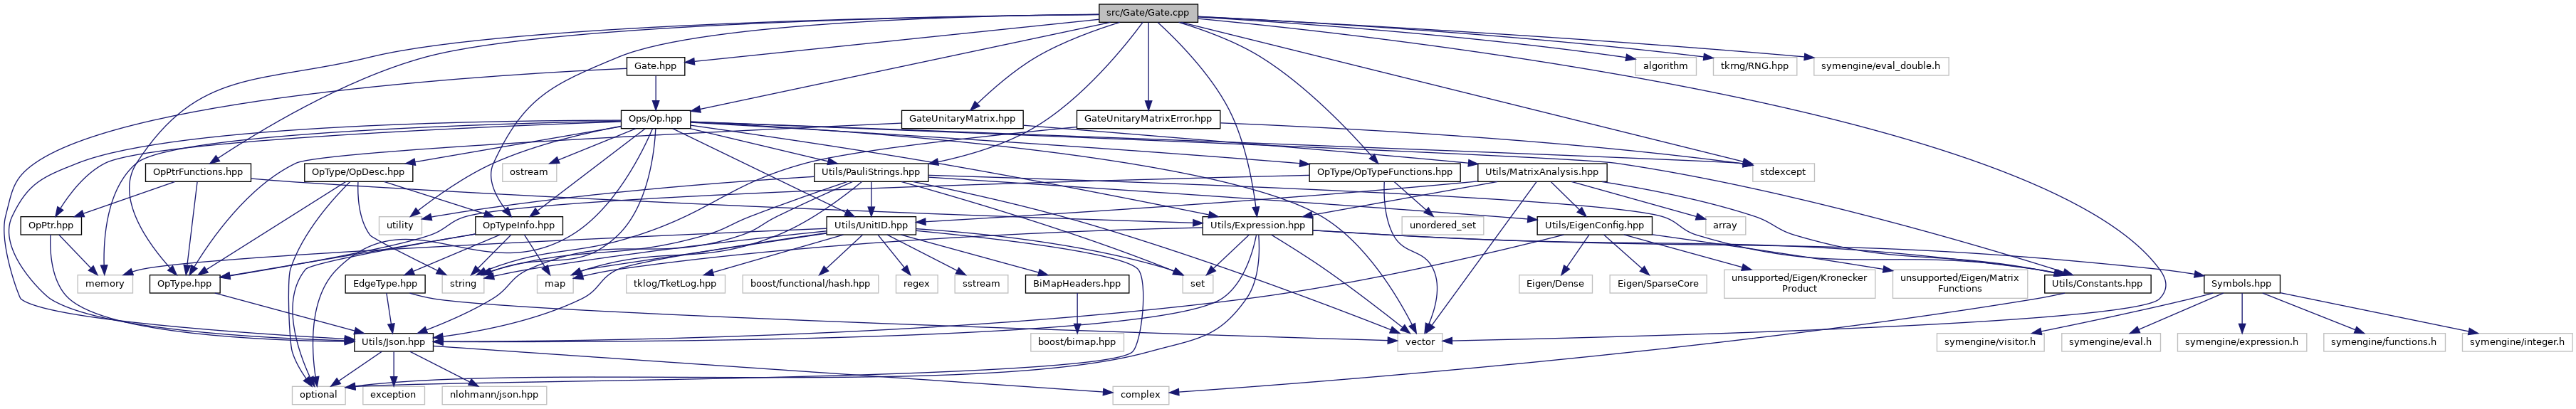 src/Gate/Gate.cpp
Gate.hpp
algorithm
tkrng/RNG.hpp
symengine/eval_double.h
Ops/Op.hpp
GateUnitaryMatrix.hpp
GateUnitaryMatrixError.hpp
OpPtrFunctions.hpp
OpType/OpDesc.hpp
ostream
Utils/PauliStrings.hpp
OpType/OpTypeFunctions.hpp
Utils/MatrixAnalysis.hpp
stdexcept
OpPtr.hpp
utility
OpTypeInfo.hpp
Utils/UnitID.hpp
Utils/Expression.hpp
unordered_set
Utils/EigenConfig.hpp
array
memory
OpType.hpp
EdgeType.hpp
string
map
tklog/TketLog.hpp
boost/functional/hash.hpp
regex
sstream
BiMapHeaders.hpp
set
Eigen/Dense
Eigen/SparseCore
unsupported/Eigen/Kronecker
Product
unsupported/Eigen/Matrix
Functions
Utils/Constants.hpp
Symbols.hpp
Utils/Json.hpp
boost/bimap.hpp
vector
symengine/visitor.h
symengine/eval.h
symengine/expression.h
symengine/functions.h
symengine/integer.h
optional
exception
nlohmann/json.hpp
complex